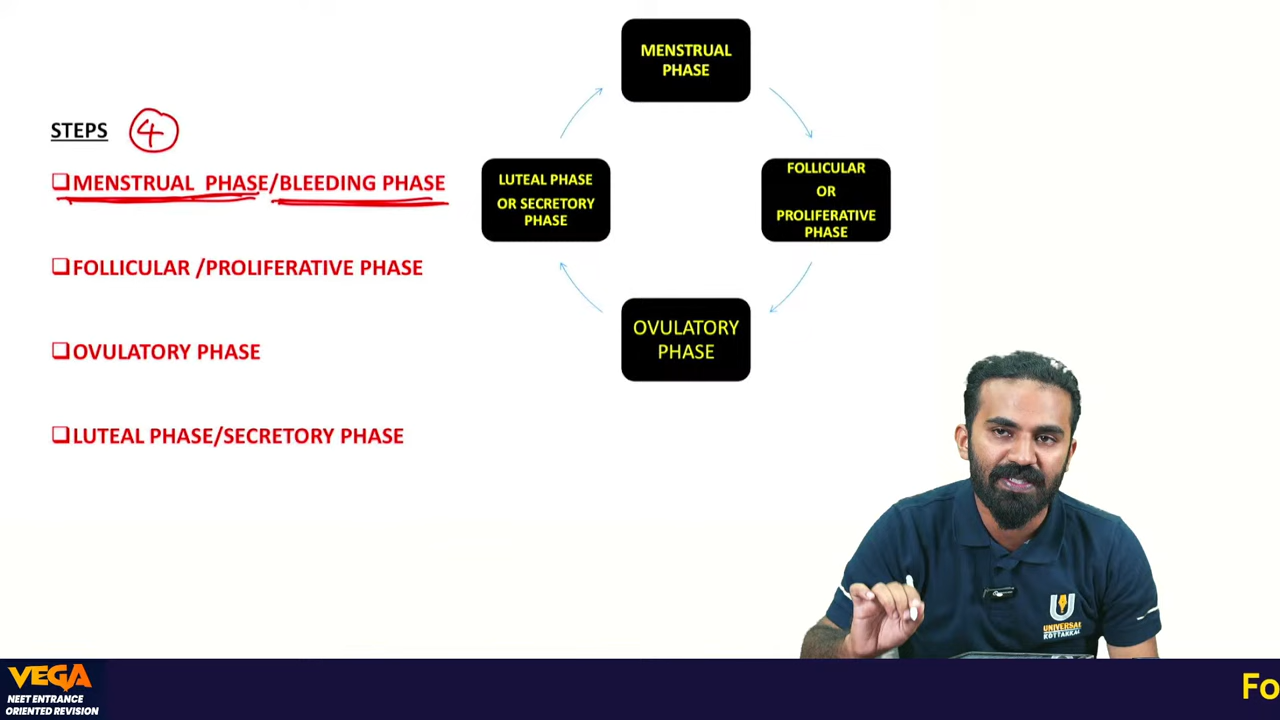 STEPS 4
❑MENSTRUAL PHASE/BLEEDING PHASE
❑FOLLICULAR /PROLIFERATIVE PHASE
❑OVULATORY PHASE
❑LUTEAL PHASE/SECRETORY PHASE
MENSTRUAL
PHASE
FOLLICULAR
OR
PROLIFERATIVE
PHASE
OVULATORY
PHASE
LUTEAL PHASE
OR SECRETORY
PHASE
UNIVERSAL
KOTTAKKAL
VEGA
NEET ENTRANCE
ORIENTED REVISION
Fo